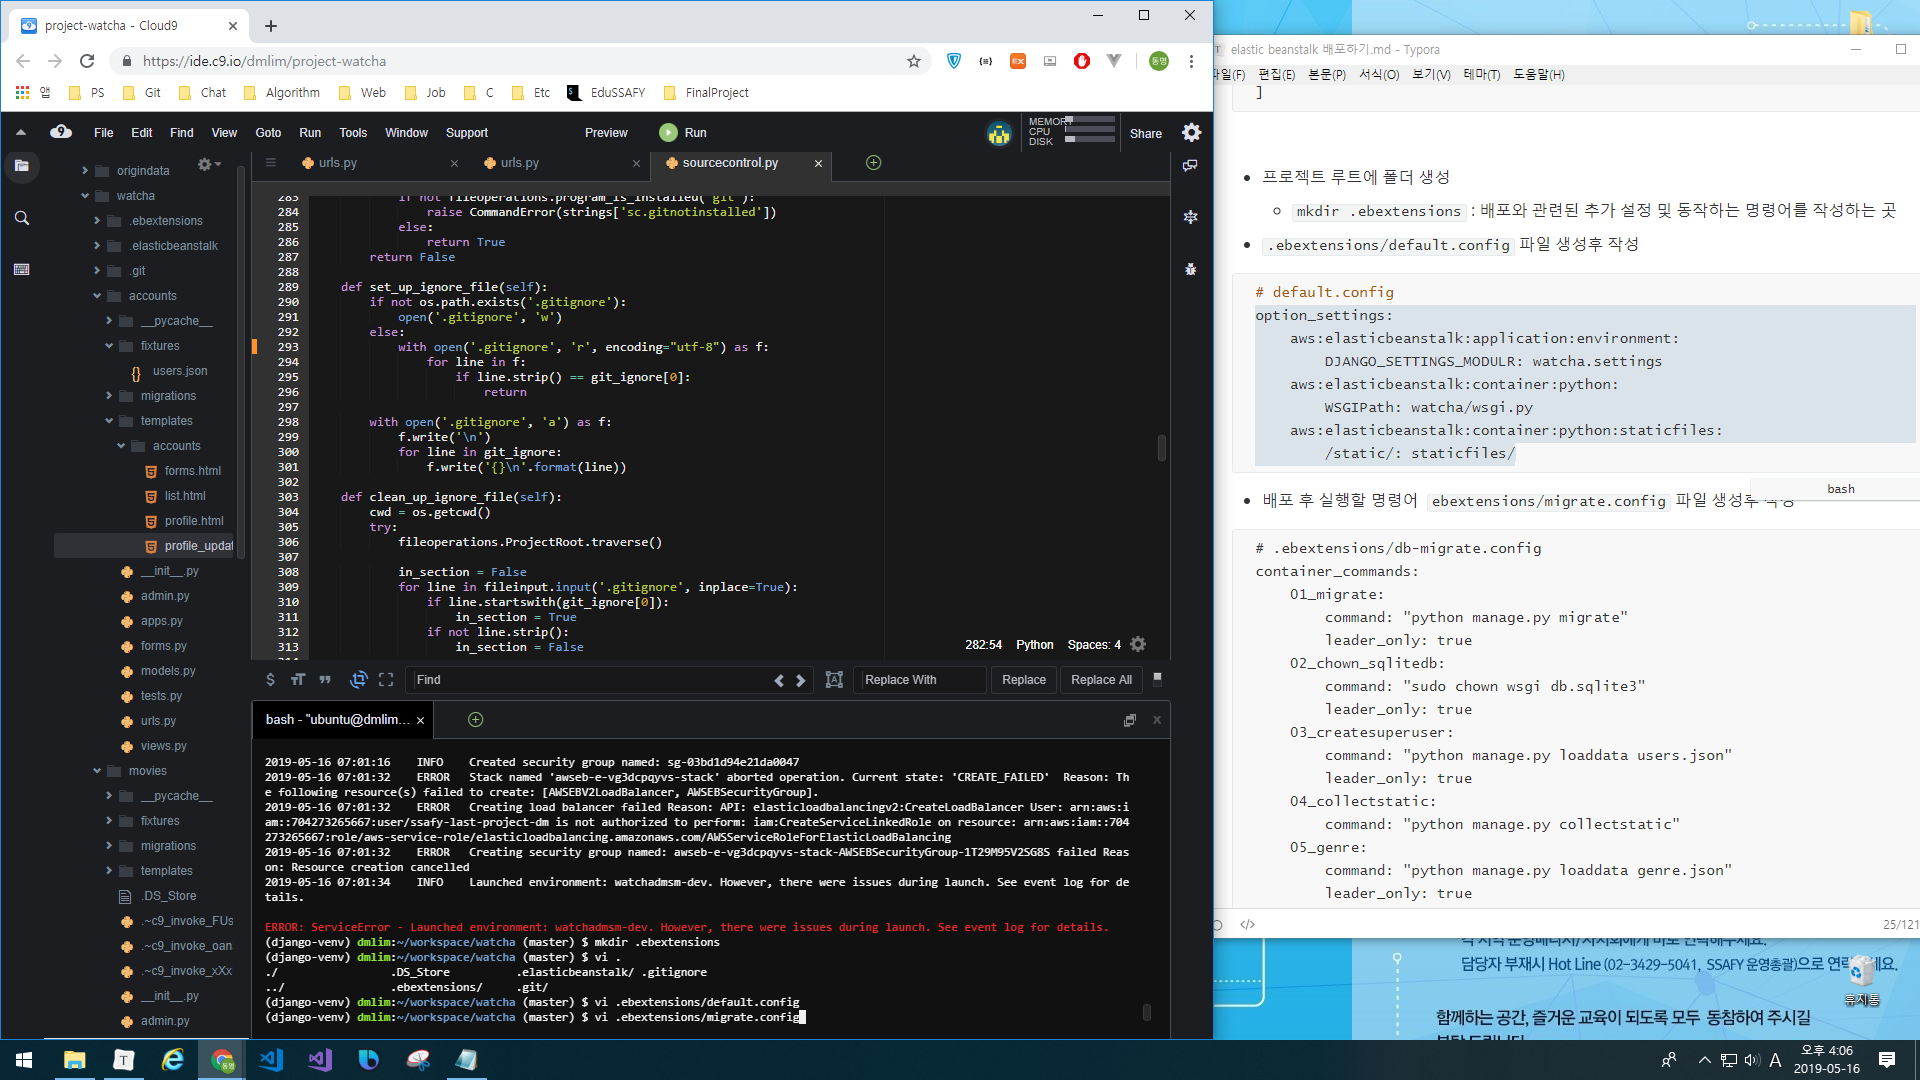 project-watcha - Cloud9
https://ide.c9.io/dmlim/project-watcha
앱 PS Git Chat Algorithm Web Job C Etc EduSSAFY FinalProject
File Edit Find View Goto Run Tools Window Support Preview Run
MEMORY
CPU
DISK
Share
origindata
watcha
.ebextensions
.elasticbeanstalk
.git
accounts
__pycache__
fixtures
users.json
migrations
templates
accounts
forms.html
list.html
profile.html
profile_updat
__init__.py
admin.py
apps.py
forms.py
models.py
tests.py
urls.py
views.py
movies
__pycache__
fixtures
migrations
templates
.DS_Store
.~c9_invoke_FUs
.~c9_invoke_oan
.~c9_invoke_xXx
__init__.py
admin.py
urls.py urls.py sourcecontrol.py
283 if not fileoperations.program_is_installed('git'):
284 raise CommandError(strings['sc.gitnotinstalled'])
285 else:
286 return True
287 return False
288
289 def set_up_ignore_file(self):
290 if not os.path.exists('.gitignore'):
291 open('.gitignore', 'w')
292 else:
293 with open('.gitignore', 'r', encoding="utf-8") as f:
294 for line in f:
295 if line.strip() == git_ignore[0]:
296 return
297
298 with open('.gitignore', 'a') as f:
299 f.write('\n')
300 for line in git_ignore:
301 f.write('{}\n'.format(line))
302
303 def clean_up_ignore_file(self):
304 cwd = os.getcwd()
305 try:
306 fileoperations.ProjectRoot.traverse()
307
308 in_section = False
309 for line in fileinput.input('.gitignore', inplace=True):
310 if line.startswith(git_ignore[0]):
311 in_section = True
312 if not line.strip():
313 in_section = False
282:54 Python Spaces: 4
Find Replace With Replace Replace All
bash - "ubuntu@dmlim...
2019-05-16 07:01:16 INFO Created security group named: sg-03bd1d94e21da0047
2019-05-16 07:01:32 ERROR Stack named 'awseb-e-vg3dcpqyvs-stack' aborted operation. Current state: 'CREATE_FAILED' Reason: Th
e following resource(s) failed to create: [AWSEBV2LoadBalancer, AWSEBSecurityGroup].
2019-05-16 07:01:32 ERROR Creating load balancer failed Reason: API: elasticloadbalancingv2:CreateLoadBalancer User: arn:aws:i
am::704273265667:user/ssafy-last-project-dm is not authorized to perform: iam:CreateServiceLinkedRole on resource: arn:aws:iam::704
273265667:role/aws-service-role/elasticloadbalancing.amazonaws.com/AWSServiceRoleForElasticLoadBalancing
2019-05-16 07:01:32 ERROR Creating security group named: awseb-e-vg3dcpqyvs-stack-AWSEBSecurityGroup-1T29M95V2SG8S failed Reas
on: Resource creation cancelled
2019-05-16 07:01:34 INFO Launched environment: watchadmsm-dev. However, there were issues during launch. See event log for de
tails.
ERROR: ServiceError - Launched environment: watchadmsm-dev. However, there were issues during launch. See event log for details.
(django-venv) dmlim:~/workspace/watcha (master) $ mkdir .ebextensions
(django-venv) dmlim:~/workspace/watcha (master) $ vi .
./ .DS_Store .elasticbeanstalk/ .gitignore
../ .ebextensions/ .git/
(django-venv) dmlim:~/workspace/watcha (master) $ vi .ebextensions/default.config
(django-venv) dmlim:~/workspace/watcha (master) $ vi .ebextensions/migrate.config
elastic beanstalk 배포하기.md - Typora
파일(F) 편집(E) 본문(P) 서식(O) 보기(V) 테마(T) 도움말(H)
]
프로젝트 루트에 폴더 생성
mkdir .ebextensions : 배포와 관련된 추가 설정 및 동작하는 명령어를 작성하는 곳
.ebextensions/default.config 파일 생성후 작성
# default.config
option_settings:
aws:elasticbeanstalk:application:environment:
DJANGO_SETTINGS_MODULR: watcha.settings
aws:elasticbeanstalk:container:python:
WSGIPath: watcha/wsgi.py
aws:elasticbeanstalk:container:python:staticfiles:
/static/: staticfiles/
bash
배포 후 실행할 명령어 ebextensions/migrate.config 파일 생성후 작성
# .ebextensions/db-migrate.config
container_commands:
01_migrate:
command: "python manage.py migrate"
leader_only: true
02_chown_sqlitedb:
command: "sudo chown wsgi db.sqlite3"
leader_only: true
03_createsuperuser:
command: "python manage.py loaddata users.json"
leader_only: true
04_collectstatic:
command: "python manage.py collectstatic"
05_genre:
command: "python manage.py loaddata genre.json"
leader_only: true
</> 25/121
담당자 부재시 Hot Line (02-3429-5041, SSAFY 운영총괄)으로
휴지통
함께하는 공간, 즐거운 교육이 되도록 모두 동참하여 주시길
A 오후 4:06
2019-05-16